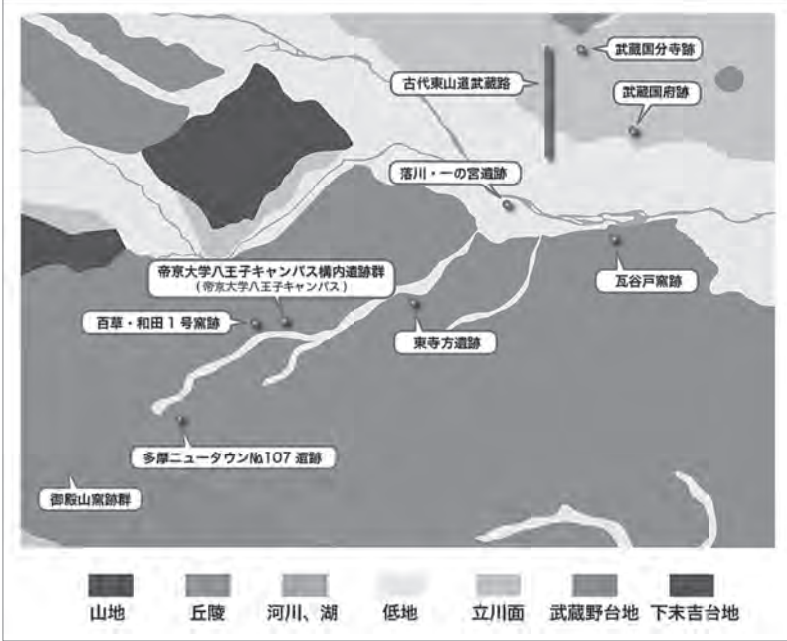 武蔵国分寺跡
古代東山道武蔵路
武蔵国府跡
落川・一の宮遺跡
帝京大学八王子キャンパス構内遺跡群
(帝京大学八王子キャンパス)
瓦谷戸窯跡
百草・和田1号窯跡
東寺方遺跡
多摩ニュータウン№107遺跡
御殿山窯跡群
山地 丘陵 河川、湖 低地 立川面 武蔵野台地 下末吉台地